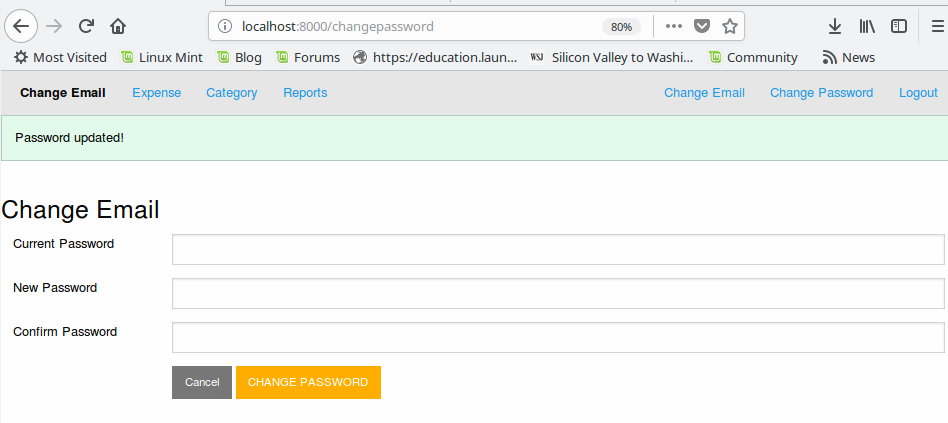 localhost:8000/changepassword 80%
Most Visited Linux Mint Blog Forums https://education.laun... WSJ Silicon Valley to Washi... Community News
Change Email Expense Category Reports Change Email Change Password Logout
Password updated!
Change Email
Current Password
New Password
Confirm Password
Cancel CHANGE PASSWORD